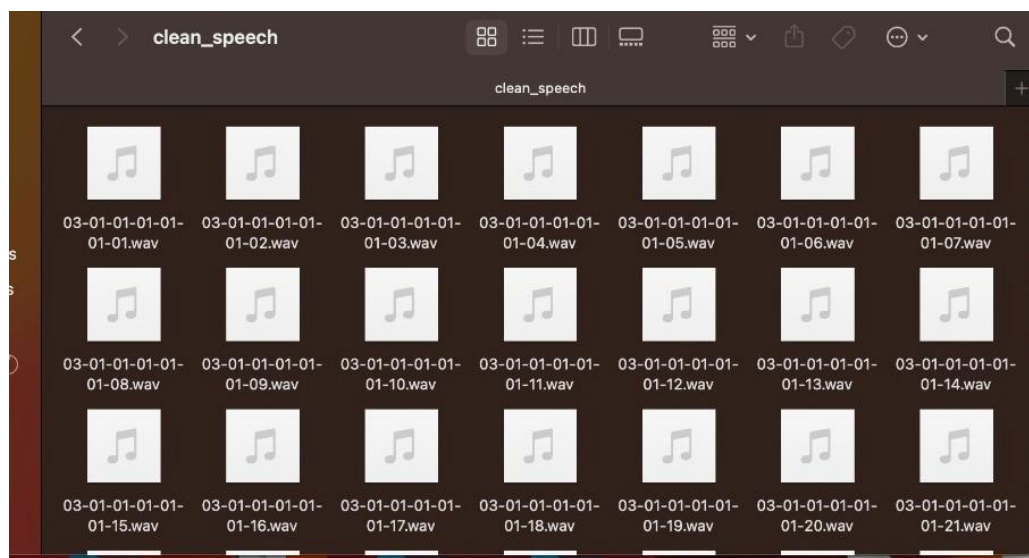 clean_speech
clean_speech
+
s
s
03-01-01-01-01-
01-01.wav
03-01-01-01-01-
01-02.wav
03-01-01-01-01-
01-03.wav
03-01-01-01-01-
01-04.wav
03-01-01-01-01-
01-05.wav
03-01-01-01-01-
01-06.wav
03-01-01-01-01-
01-07.wav
03-01-01-01-01-
01-08.wav
03-01-01-01-01-
01-09.wav
03-01-01-01-01-
01-10.wav
03-01-01-01-01-
01-11.wav
03-01-01-01-01-
01-12.wav
03-01-01-01-01-
01-13.wav
03-01-01-01-01-
01-14.wav
03-01-01-01-01-
01-15.wav
03-01-01-01-01-
01-16.wav
03-01-01-01-01-
01-17.wav
03-01-01-01-01-
01-18.wav
03-01-01-01-01-
01-19.wav
03-01-01-01-01-
01-20.wav
03-01-01-01-01-
01-21.wav